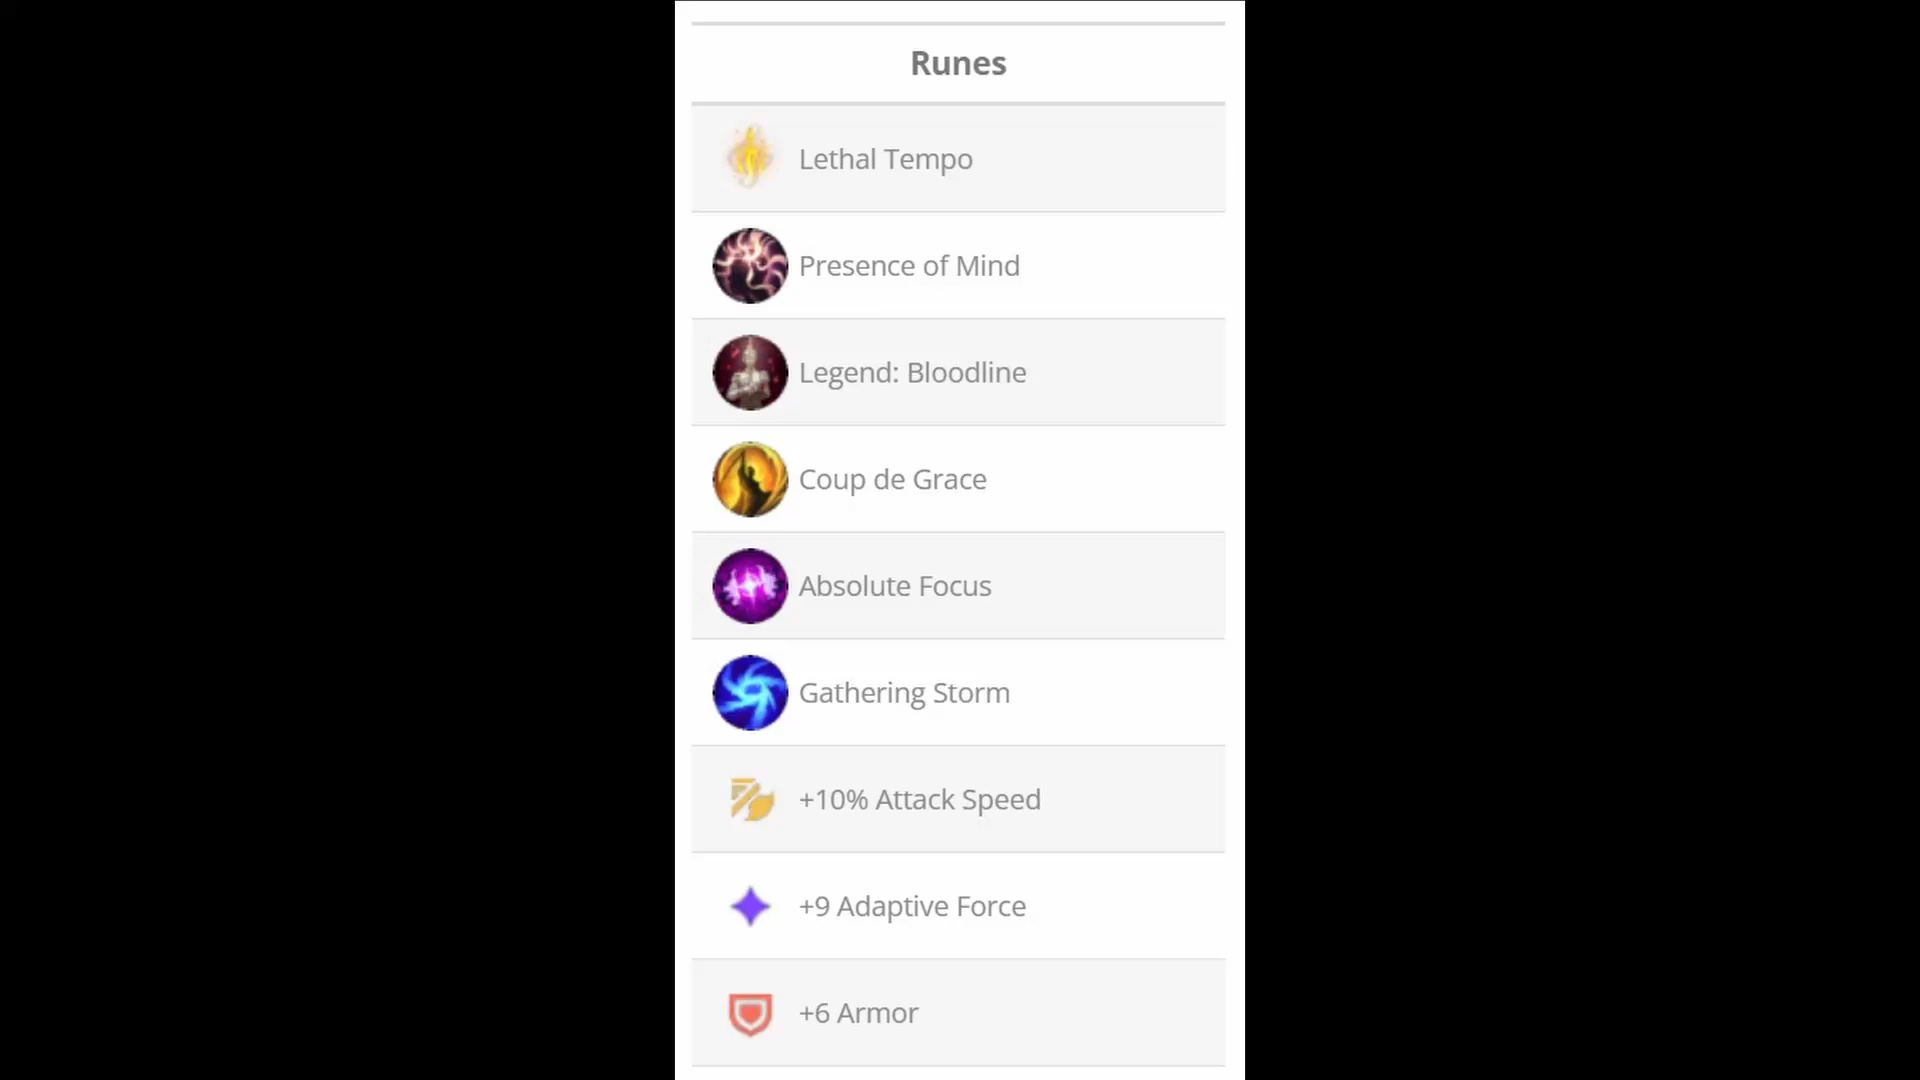 Runes
Lethal Tempo
Presence of Mind
Legend: Bloodline
Coup de Grace
Absolute Focus
Gathering Storm
+10% Attack Speed
+9 Adaptive Force
+6 Armor